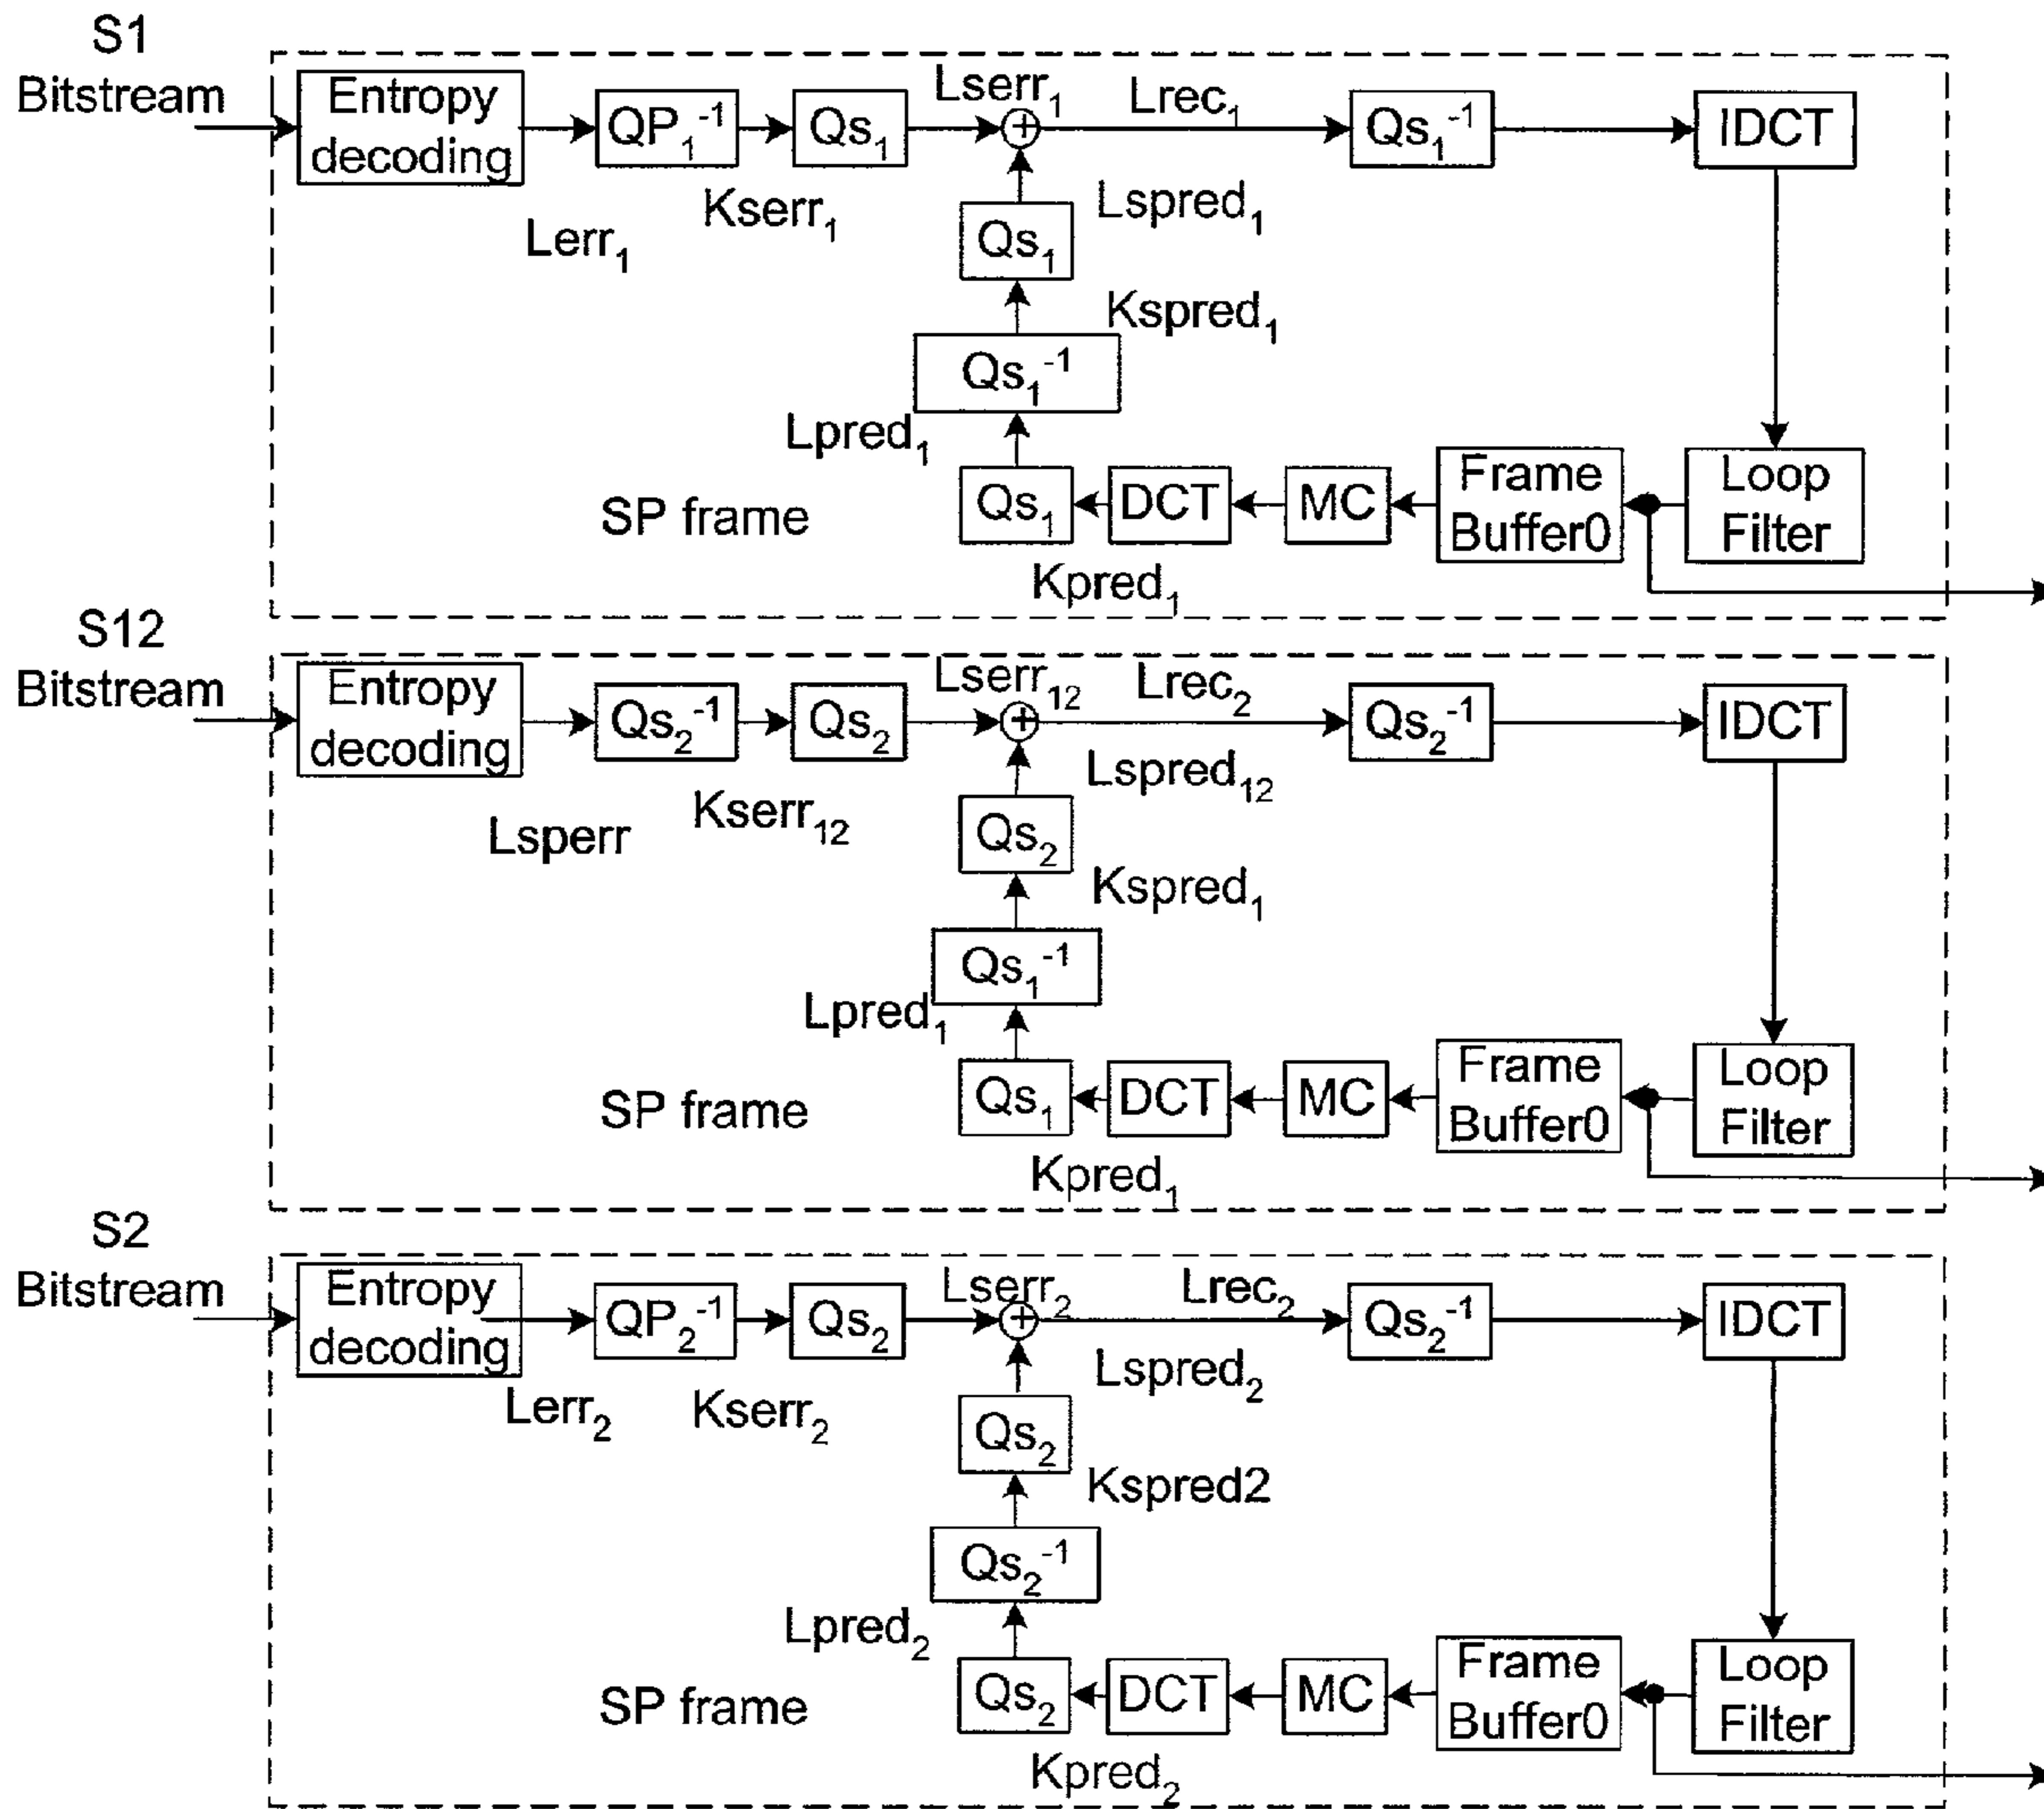 S1
Bitstream
Entropy
decoding
QP₁⁻¹
Qs₁
Lserr₁
Lrec₁
Qs₁⁻¹
IDCT
Lerr₁
Kserr₁
Lspred₁
Qs₁
Kspred₁
Qs₁⁻¹
Lpred₁
SP frame
Qs₁
DCT
MC
Frame
Buffer0
Loop
Filter
Kpred₁
S12
Bitstream
Entropy
decoding
Qs₂⁻¹
Qs₂
Lserr₁₂
Lrec₂
Qs₂⁻¹
IDCT
Lsperr
Kserr₁₂
Lspred₁₂
Qs₂
Kspred₁
Qs₁⁻¹
Lpred₁
SP frame
Qs₁
DCT
MC
Frame
Buffer0
Loop
Filter
Kpred₁
S2
Bitstream
Entropy
decoding
QP₂⁻¹
Qs₂
Lserr₂
Lrec₂
Qs₂⁻¹
IDCT
Lerr₂
Kserr₂
Lspred₂
Qs₂
Kspred2
Qs₂⁻¹
Lpred₂
SP frame
Qs₂
DCT
MC
Frame
Buffer0
Loop
Filter
Kpred₂